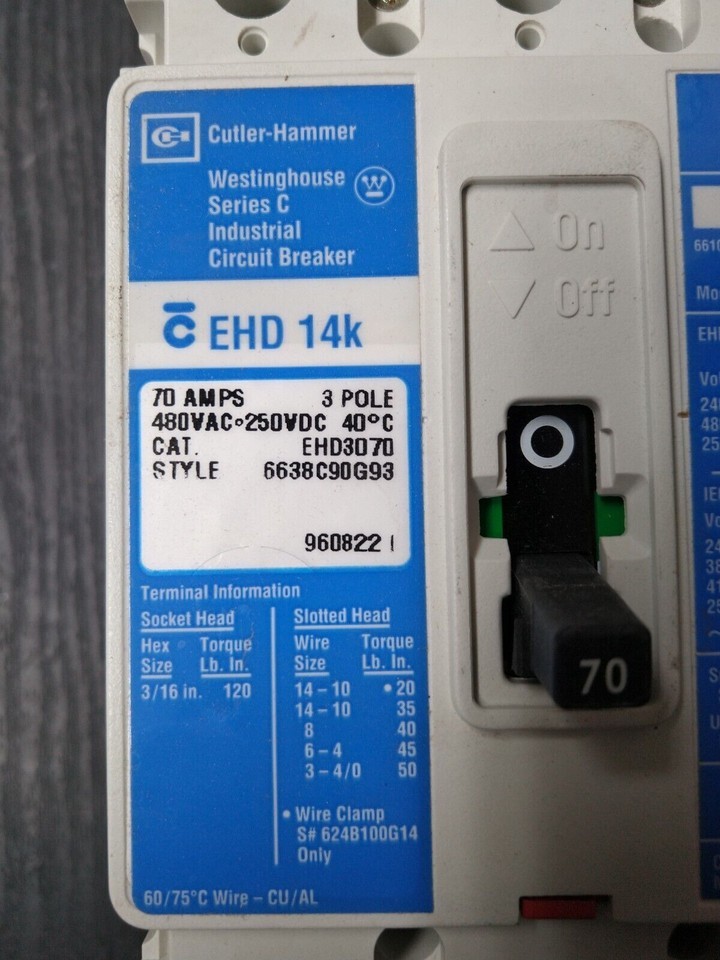 Cutler-Hammer
Westinghouse
Series C
Industrial
Circuit Breaker
C EHD 14k
70 AMPS 3 POLE
480VAC∘250VDC 40°C
CAT. EHD3070
STYLE 6638C90G93
960822 I
Terminal Information
Socket Head
Hex Torque
Size Lb. In.
3/16 in. 120
Slotted Head
Wire Torque
Size Lb. In.
14-10 •20
14-10 35
8 40
6-4 45
3-4/0 50
• Wire Clamp
S# 624B100G14
Only
60/75°C Wire - CU/AL
△ On
▽ Off
O
70